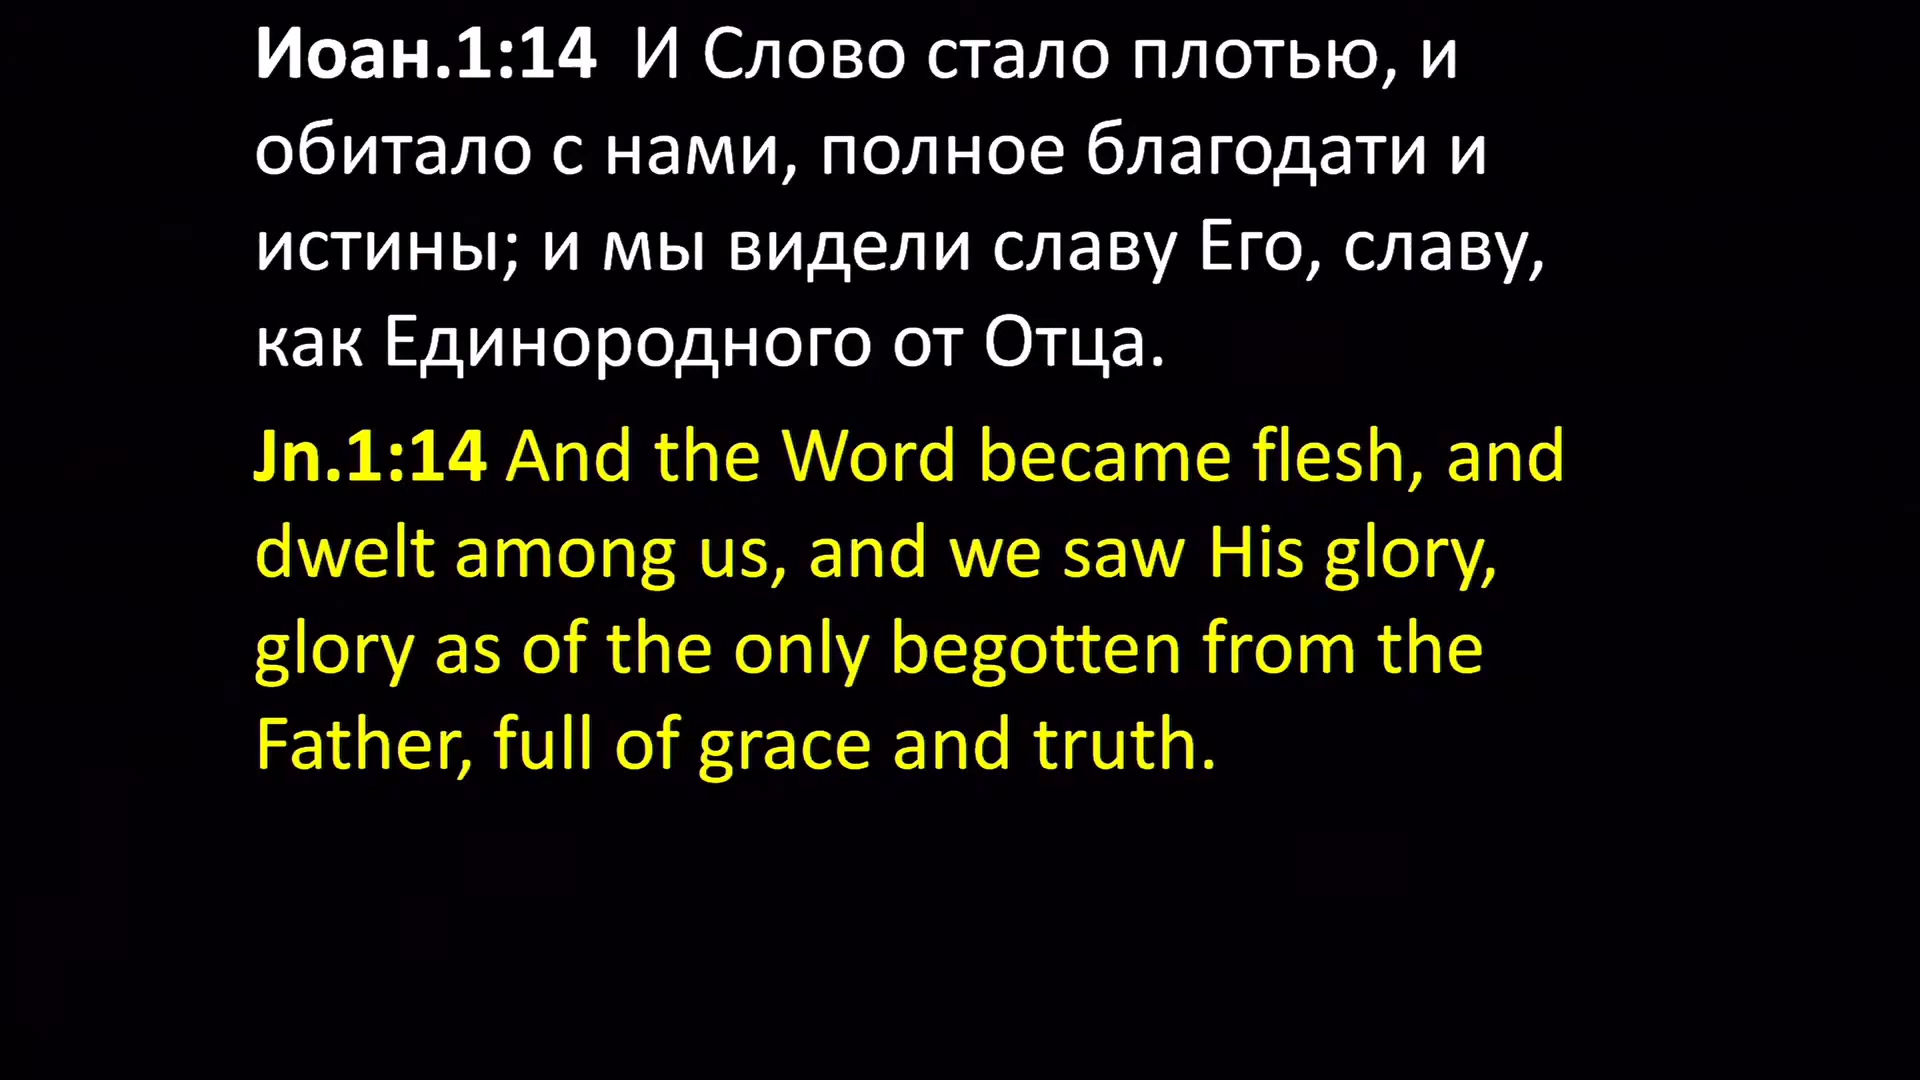 Иоан.1:14 И Слово стало плотью, и
обитало с нами, полное благодати и
истины; и мы видели славу Его, славу,
как Единородного от Отца.
Jn.1:14 And the Word became flesh, and
dwelt among us, and we saw His glory,
glory as of the only begotten from the
Father, full of grace and truth.